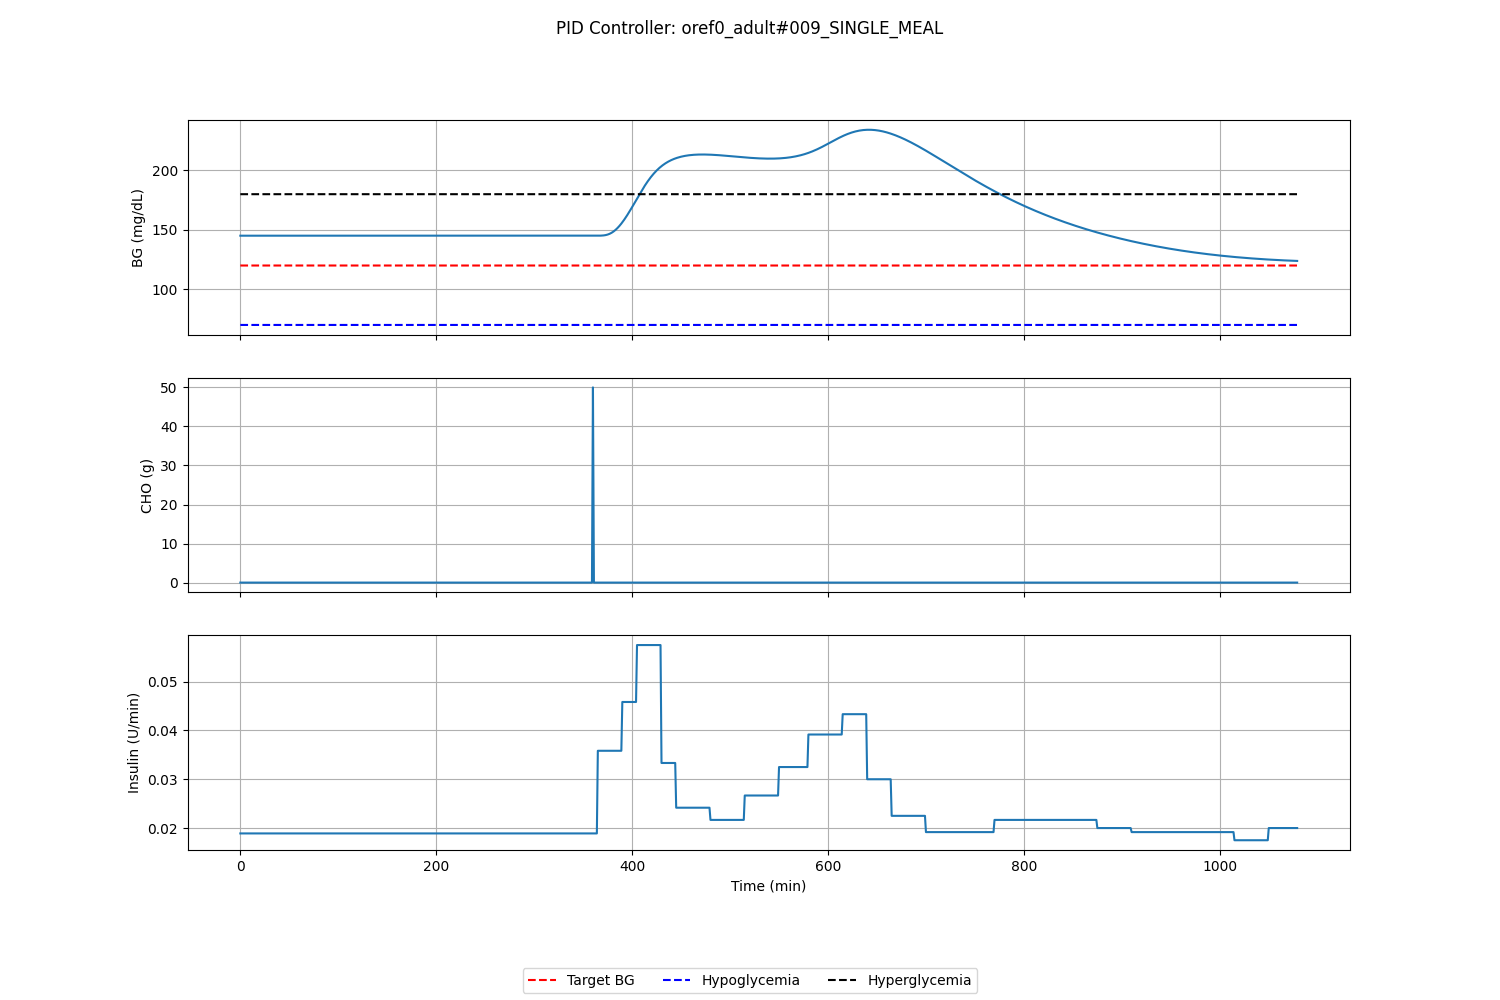 PID Controller: oref0_adult#009_SINGLE_MEAL
200
150
100
BG (mg/dL)
50
40
30
20
10
0
CHO (g)
0.05
0.04
0.03
0.02
Insulin (U/min)
0 200 400 600 800 1000
Time (min)
Target BG Hypoglycemia Hyperglycemia